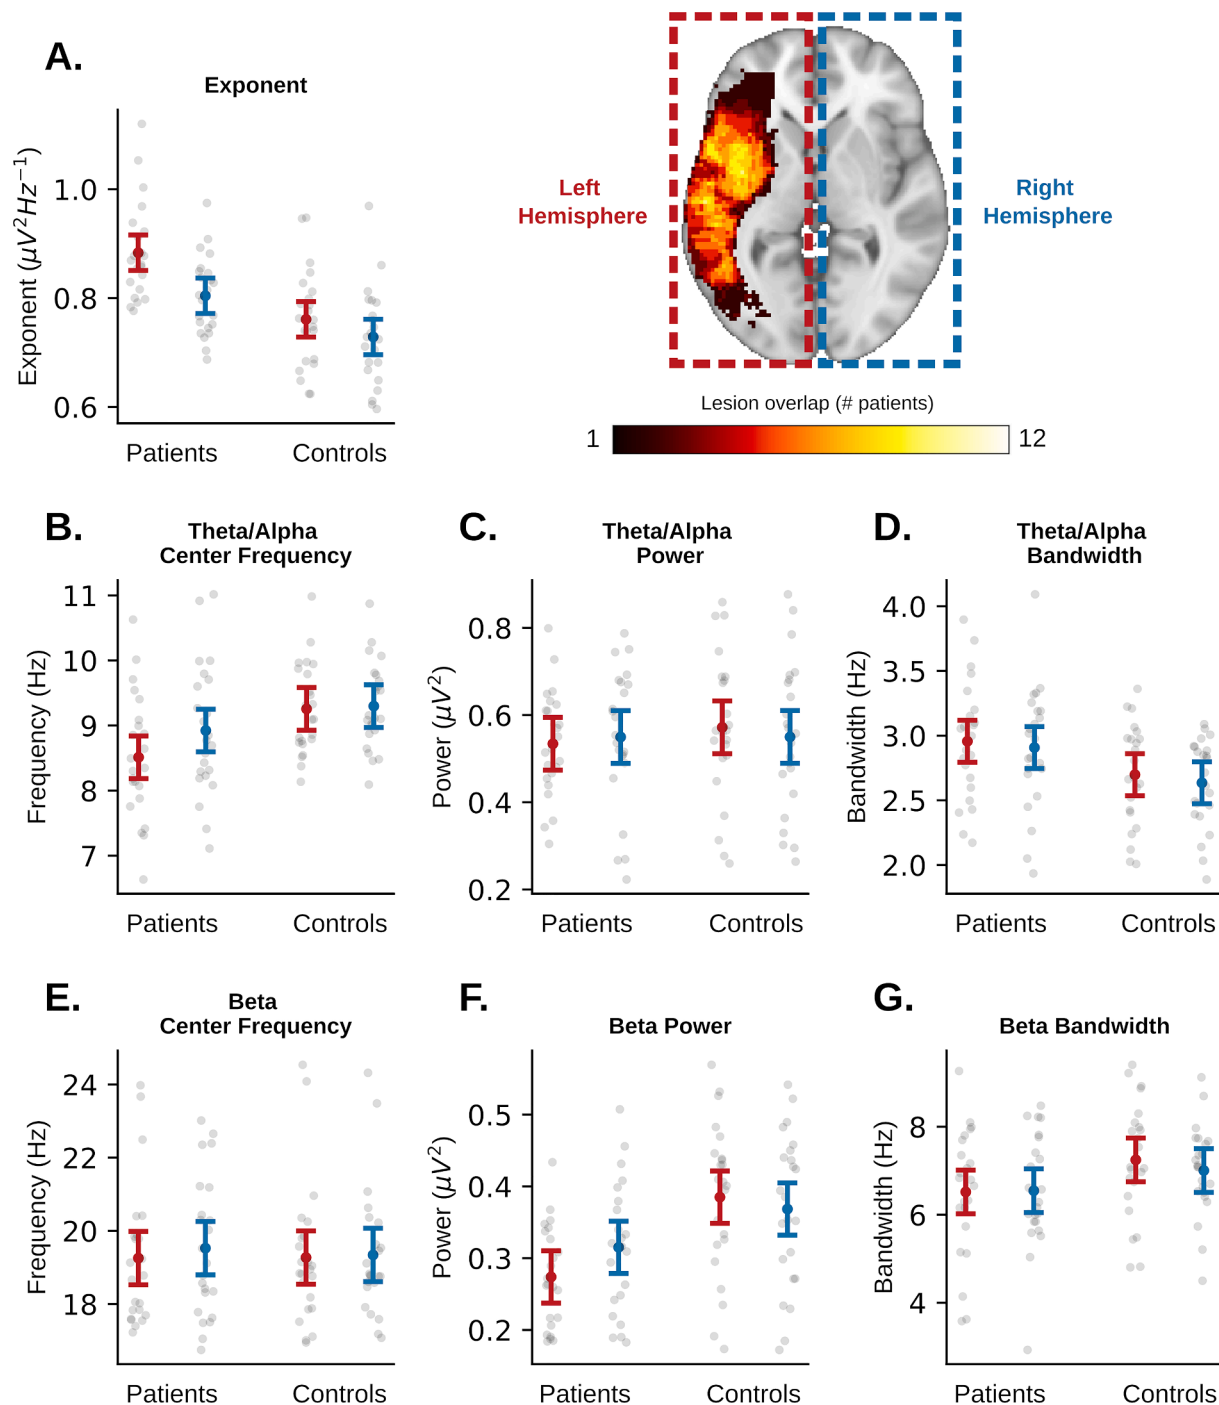 A.
Exponent
Exponent (μV²Hz⁻¹)
1.0
0.8
0.6
Patients
Controls
Left
Hemisphere
Right
Hemisphere
Lesion overlap (# patients)
1
12
B.
Theta/Alpha
Center Frequency
Frequency (Hz)
11
10
9
8
7
Patients
Controls
C.
Theta/Alpha
Power
Power (μV²)
0.8
0.6
0.4
0.2
Patients
Controls
D.
Theta/Alpha
Bandwidth
Bandwidth (Hz)
4.0
3.5
3.0
2.5
2.0
Patients
Controls
E.
Beta
Center Frequency
Frequency (Hz)
24
22
20
18
Patients
Controls
F.
Beta Power
Power (μV²)
0.5
0.4
0.3
0.2
Patients
Controls
G.
Beta Bandwidth
Bandwidth (Hz)
8
6
4
Patients
Controls